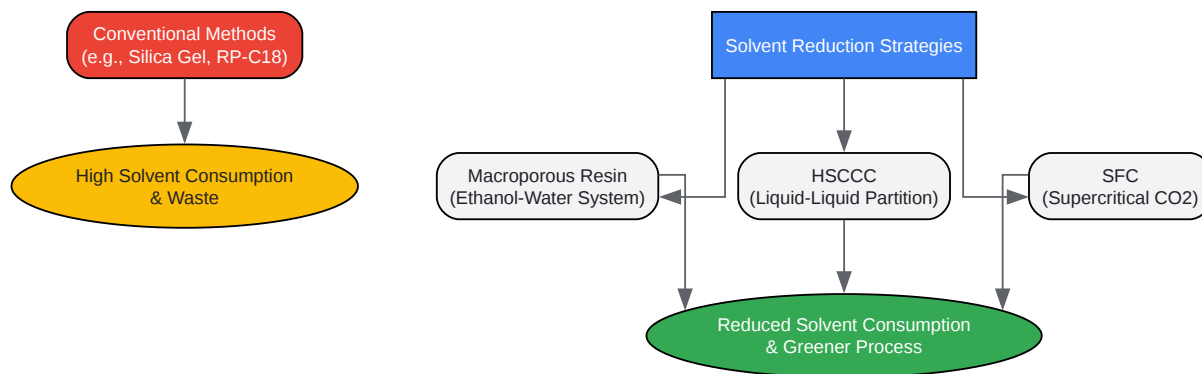 Conventional Methods
(e.g., Silica Gel, RP-C18)
Solvent Reduction Strategies
High Solvent Consumption
& Waste
Macroporous Resin
(Ethanol-Water System)
HSCCC
(Liquid-Liquid Partition)
SFC
(Supercritical CO2)
Reduced Solvent Consumption
& Greener Process